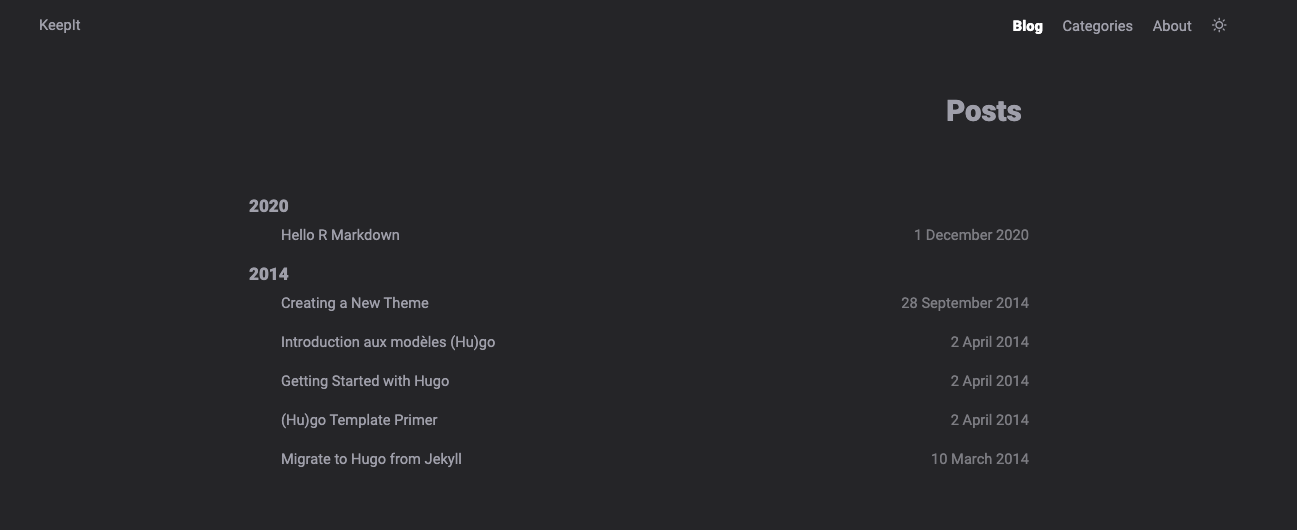 KeepIt
Blog Categories About
Posts
2020
Hello R Markdown 1 December 2020
2014
Creating a New Theme 28 September 2014
Introduction aux modèles (Hu)go 2 April 2014
Getting Started with Hugo 2 April 2014
(Hu)go Template Primer 2 April 2014
Migrate to Hugo from Jekyll 10 March 2014